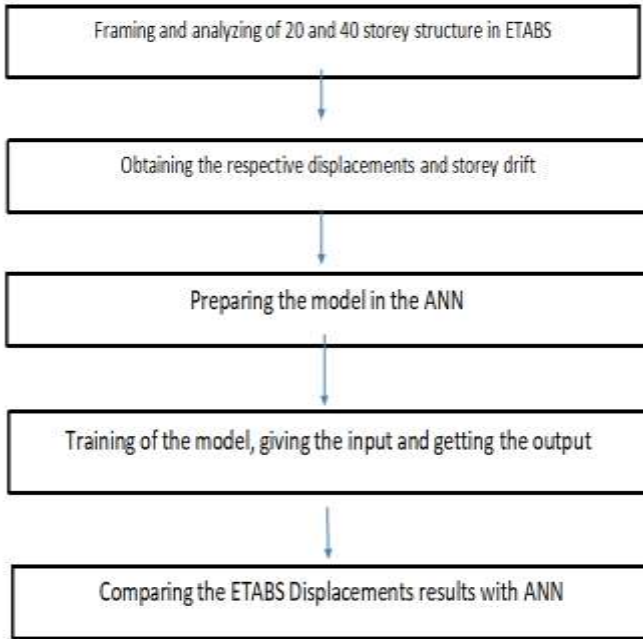 Framing and analyzing of 20 and 40 storey structure in ETABS
Obtaining the respective displacements and storey drift
Preparing the model in the ANN
Training of the model, giving the input and getting the output
Comparing the ETABS Displacements results with ANN